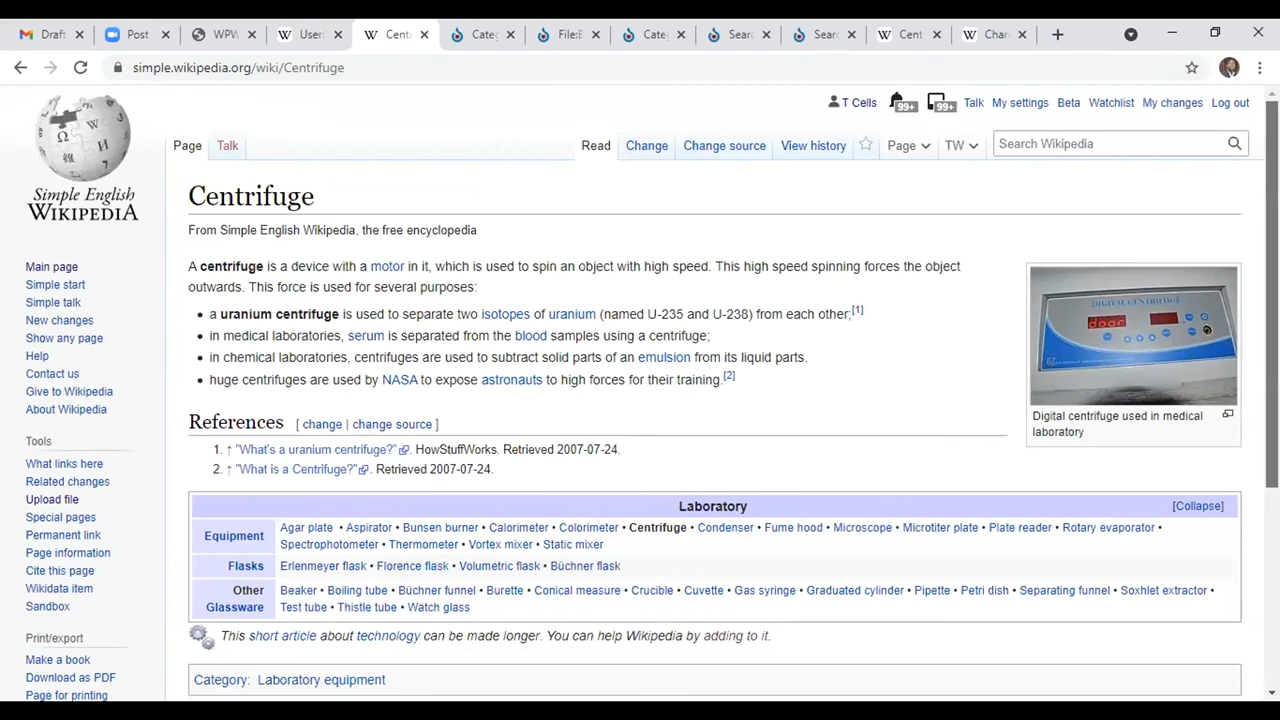 Draft
Post
WPW
User:
Cent
Categ
File:B
Categ
Searc
Searc
Cent
Chan
simple.wikipedia.org/wiki/Centrifuge
T Cells 99+ 99+ Talk My settings Beta Watchlist My changes Log out
Page Talk Read Change Change source View history Page TW Search Wikipedia
Simple English
WIKIPEDIA
Centrifuge
From Simple English Wikipedia, the free encyclopedia
A centrifuge is a device with a motor in it, which is used to spin an object with high speed. This high speed spinning forces the object
outwards. This force is used for several purposes:
• a uranium centrifuge is used to separate two isotopes of uranium (named U-235 and U-238) from each other;[1]
• in medical laboratories, serum is separated from the blood samples using a centrifuge;
• in chemical laboratories, centrifuges are used to subtract solid parts of an emulsion from its liquid parts.
• huge centrifuges are used by NASA to expose astronauts to high forces for their training.[2]
DIGITAL CENTRIFUGE
door
Digital centrifuge used in medical
laboratory
References [ change | change source ]
1. ↑ "What's a uranium centrifuge?". HowStuffWorks. Retrieved 2007-07-24.
2. ↑ "What is a Centrifuge?". Retrieved 2007-07-24.
Laboratory [Collapse]
Equipment
Agar plate • Aspirator • Bunsen burner • Calorimeter • Colorimeter • Centrifuge • Condenser • Fume hood • Microscope • Microtiter plate • Plate reader • Rotary evaporator •
Spectrophotometer • Thermometer • Vortex mixer • Static mixer
Flasks Erlenmeyer flask • Florence flask • Volumetric flask • Büchner flask
Other
Glassware
Beaker • Boiling tube • Büchner funnel • Burette • Conical measure • Crucible • Cuvette • Gas syringe • Graduated cylinder • Pipette • Petri dish • Separating funnel • Soxhlet extractor •
Test tube • Thistle tube • Watch glass
This short article about technology can be made longer. You can help Wikipedia by adding to it.
Category: Laboratory equipment
Main page
Simple start
Simple talk
New changes
Show any page
Help
Contact us
Give to Wikipedia
About Wikipedia
Tools
What links here
Related changes
Upload file
Special pages
Permanent link
Page information
Cite this page
Wikidata item
Sandbox
Print/export
Make a book
Download as PDF
Page for printing